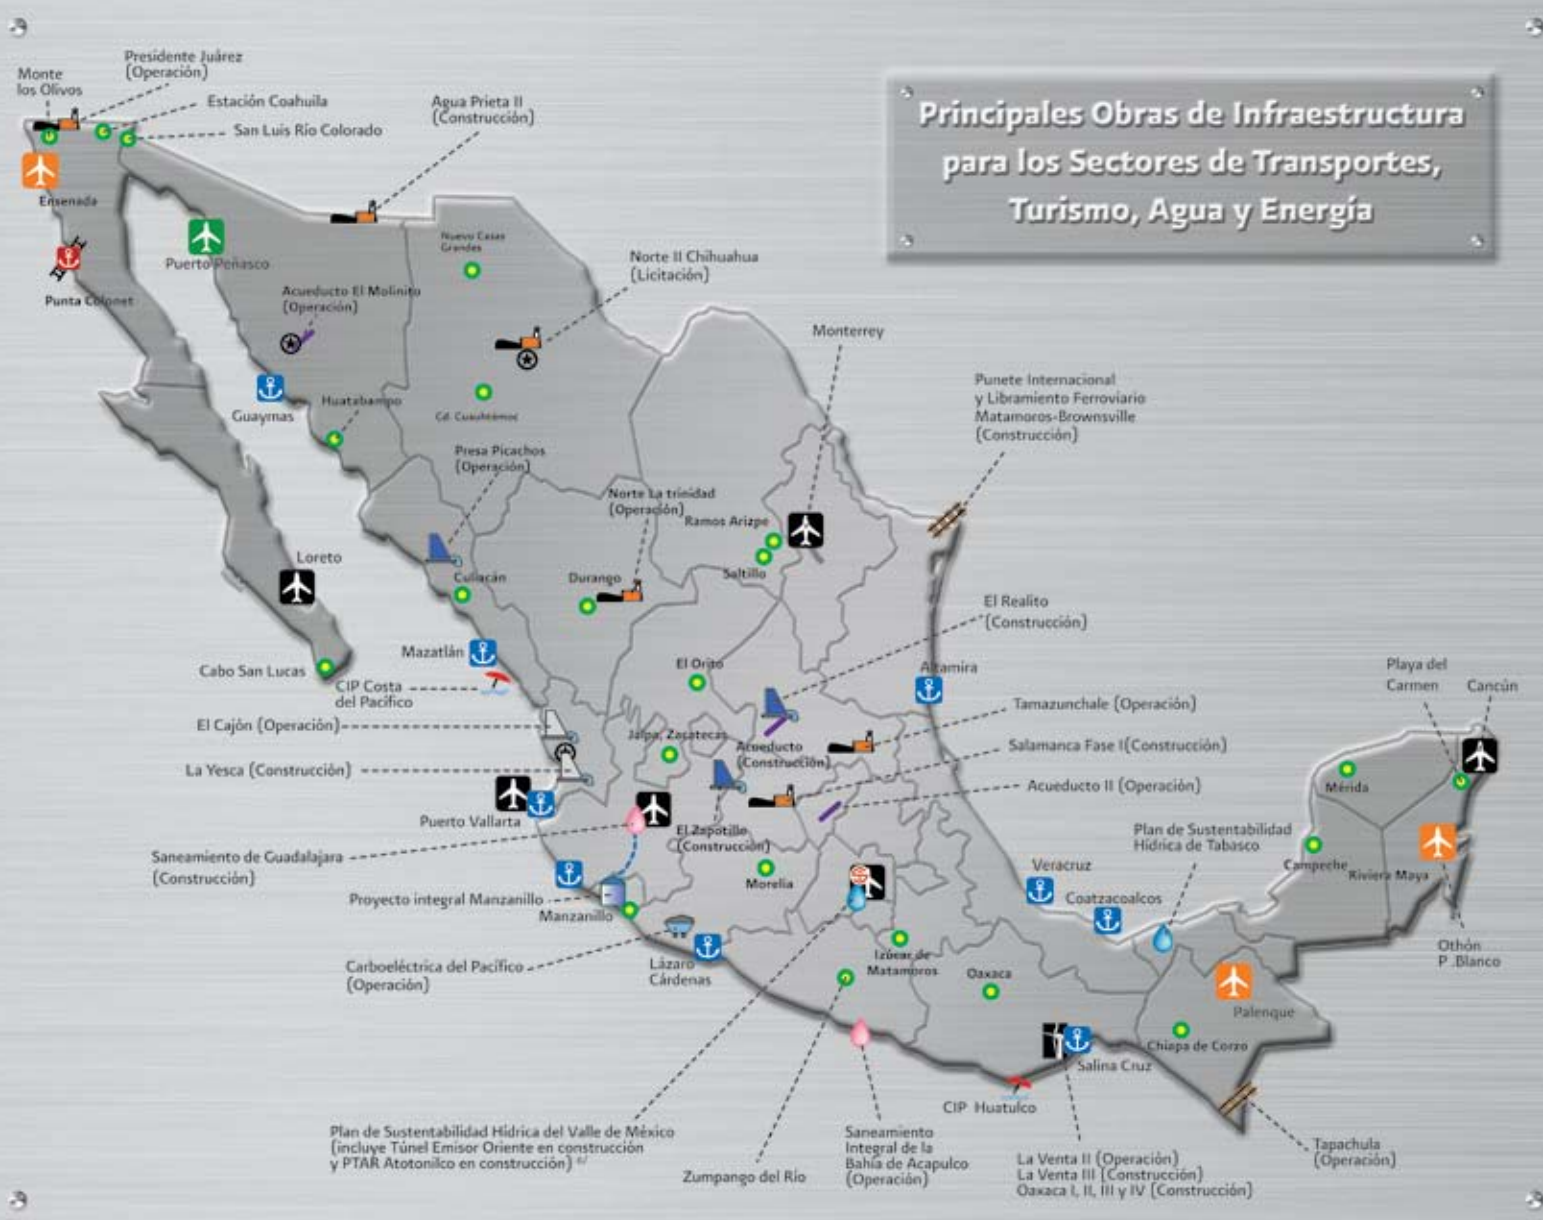 Principales Obras de Infraestructura
para los Sectores de Transportes,
Turismo, Agua y Energía
Presidente Juárez
(Operación)
Monte
los Olivos
Estación Coahuila
San Luis Río Colorado
Agua Prieta II
(Construcción)
Ensenada
Puerto Peñasco
Punta Colonet
Nuevo Casas
Grandes
Norte II Chihuahua
(Licitación)
Acueducto El Molinito
(Operación)
Monterrey
Guaymas
Huatabampo
Cd. Cuauhtémoc
Punete Internacional
y Libramiento Ferroviario
Matamoros-Brownsville
(Construcción)
Presa Picachos
(Operación)
Norte La trinidad
(Operación)
Ramos Arizpe
Saltillo
Loreto
Culiacán
Durango
El Realito
(Construcción)
Mazatlán
Cabo San Lucas
CIP Costa
del Pacífico
El Orito
Altamira
Playa del
Carmen
Cancún
El Cajón (Operación)
Tamazunchale (Operación)
Jalpa, Zacatecas
Acueducto
(Construcción)
Salamanca Fase I(Construcción)
La Yesca (Construcción)
Acueducto II (Operación)
Mérida
Puerto Vallarta
El Zapotillo
(Construcción)
Plan de Sustentabilidad
Hídrica de Tabasco
Saneamiento de Guadalajara
(Construcción)
Veracruz
Campeche
Riviera Maya
Morelia
Proyecto integral Manzanillo
Manzanillo
Coatzacoalcos
Othón
P .Blanco
Carboeléctrica del Pacífico
(Operación)
Lázaro
Cárdenas
Izúcar de
Matamoros
Oaxaca
Palenque
Chiapa de Corzo
Salina Cruz
CIP Huatulco
Plan de Sustentabilidad Hídrica del Valle de México
(incluye Túnel Emisor Oriente en construcción
y PTAR Atotonilco en construcción)
Zumpango del Río
Saneamiento
Integral de la
Bahía de Acapulco
(Operación)
La Venta II (Operación)
La Venta III (Construcción)
Oaxaca I, II, III y IV (Construcción)
Tapachula
(Operación)